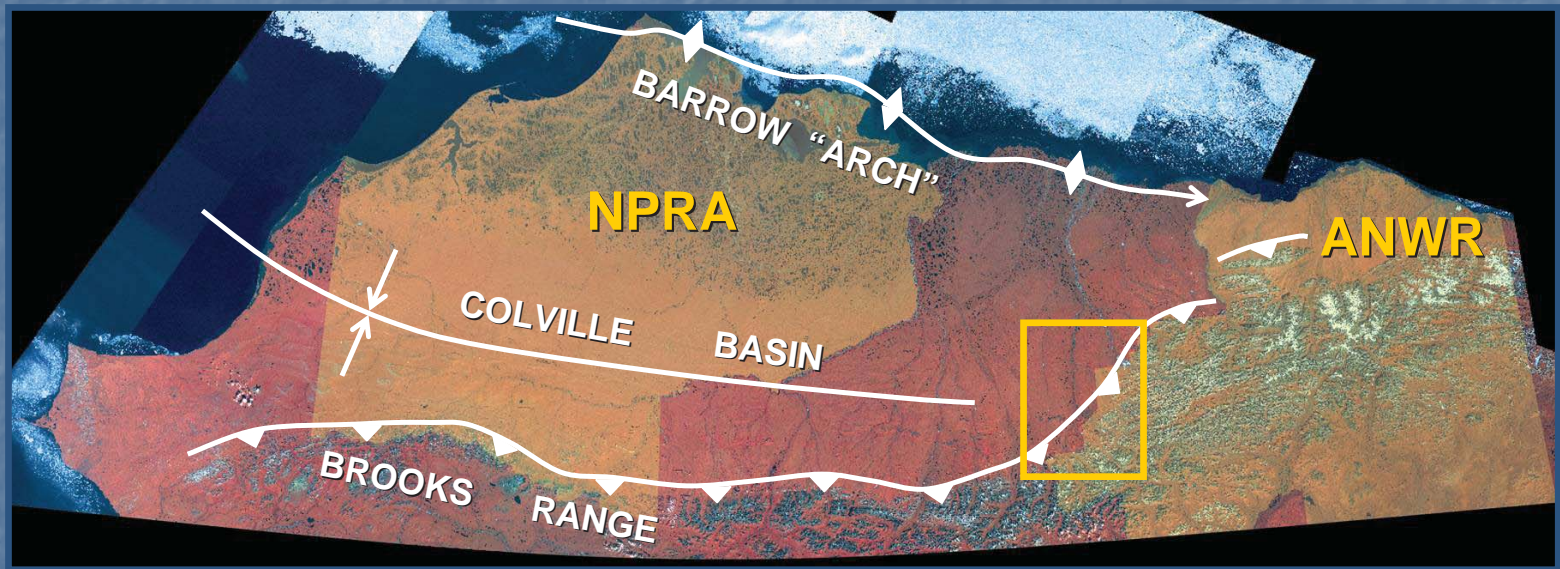 BARROW “ARCH”
NPRA
ANWR
COLVILLE BASIN
BROOKS RANGE